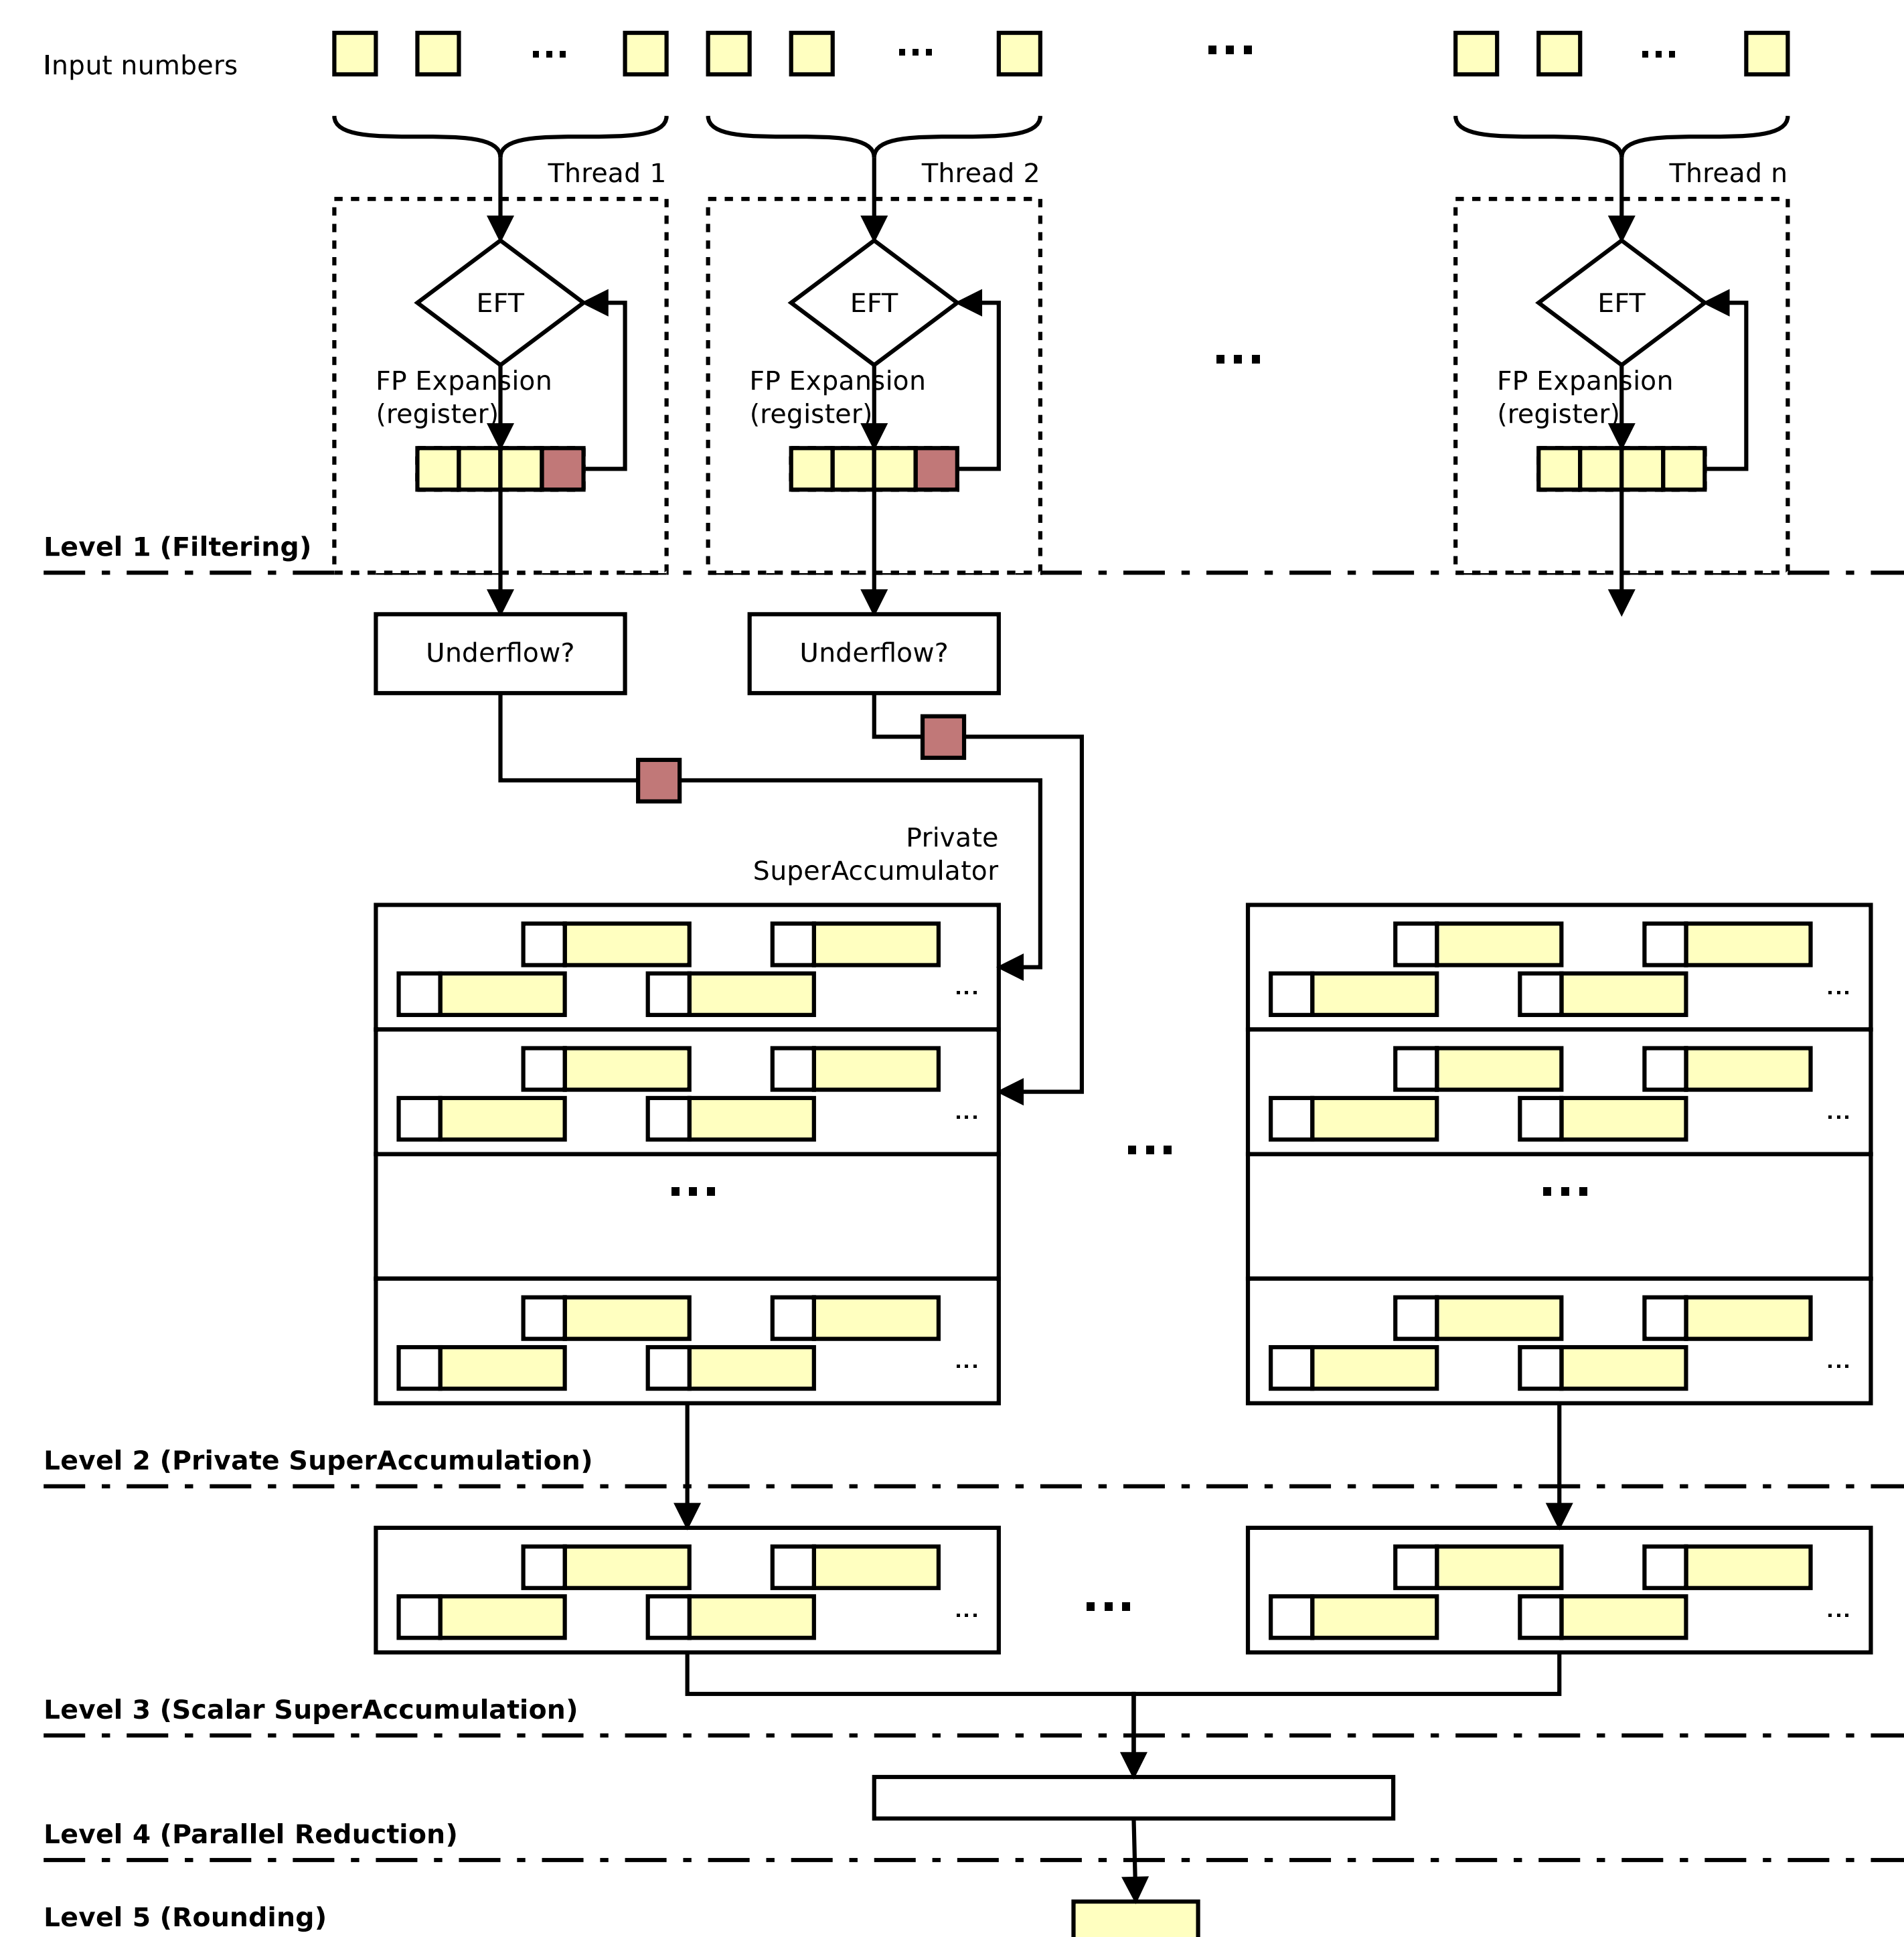 Input numbers
...
...
...
...
Thread 1
Thread 2
Thread n
EFT
EFT
EFT
...
FP Expansion
(register)
FP Expansion
(register)
FP Expansion
(register)
Level 1 (Filtering)
Underflow?
Underflow?
Private
SuperAccumulator
...
...
...
...
...
...
...
...
...
Level 2 (Private SuperAccumulation)
...
...
...
Level 3 (Scalar SuperAccumulation)
Level 4 (Parallel Reduction)
Level 5 (Rounding)